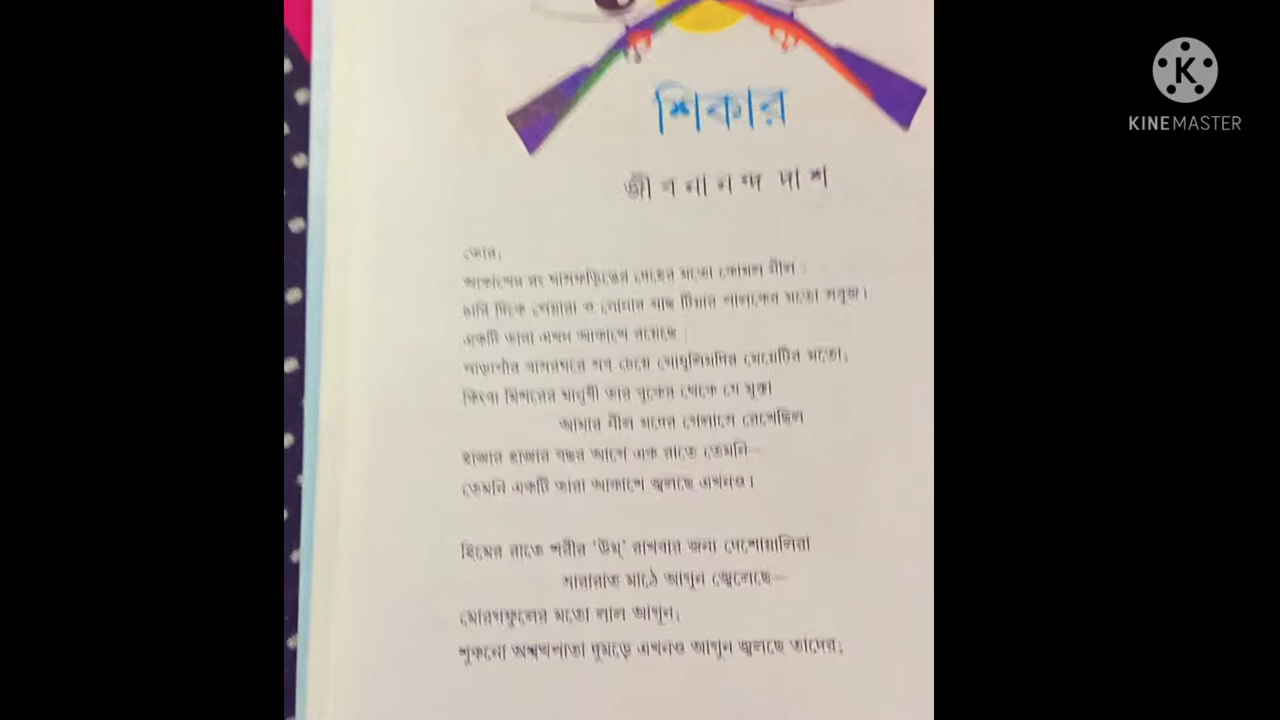 শিকার
জীবনানন্দ দাশ
ভোর;
আকাশের রং ঘাসফড়িঙের দেহের মতো কোমল নীল :
চারি দিকে পেয়ারা ও নোনার গাছ টিয়ার পালকের মতো সবুজ।
একটি তারা এখন আকাশে রয়েছে :
পাড়াগাঁর বাসরঘরে সব চেয়ে গোধূলিমদির মেয়েটির মতো;
কিংবা মিশরের মানুষী তার বুকের থেকে যে মুক্তা
আমার নীল মদের গেলাসে রেখেছিল
হাজার হাজার বছর আগে এক রাতে তেমনি—
তেমনি একটি তারা আকাশে জ্বলছে এখনও।
হিমের রাতে শরীর 'উম্' রাখবার জন্য দেশোয়ালিরা
সারারাত মাঠে আগুন জ্বেলেছে—
মোরগফুলের মতো লাল আগুন;
শুকনো অশ্বত্থপাতা দুমড়ে এখনও আগুন জ্বলছে তাদের;
KINEMASTER